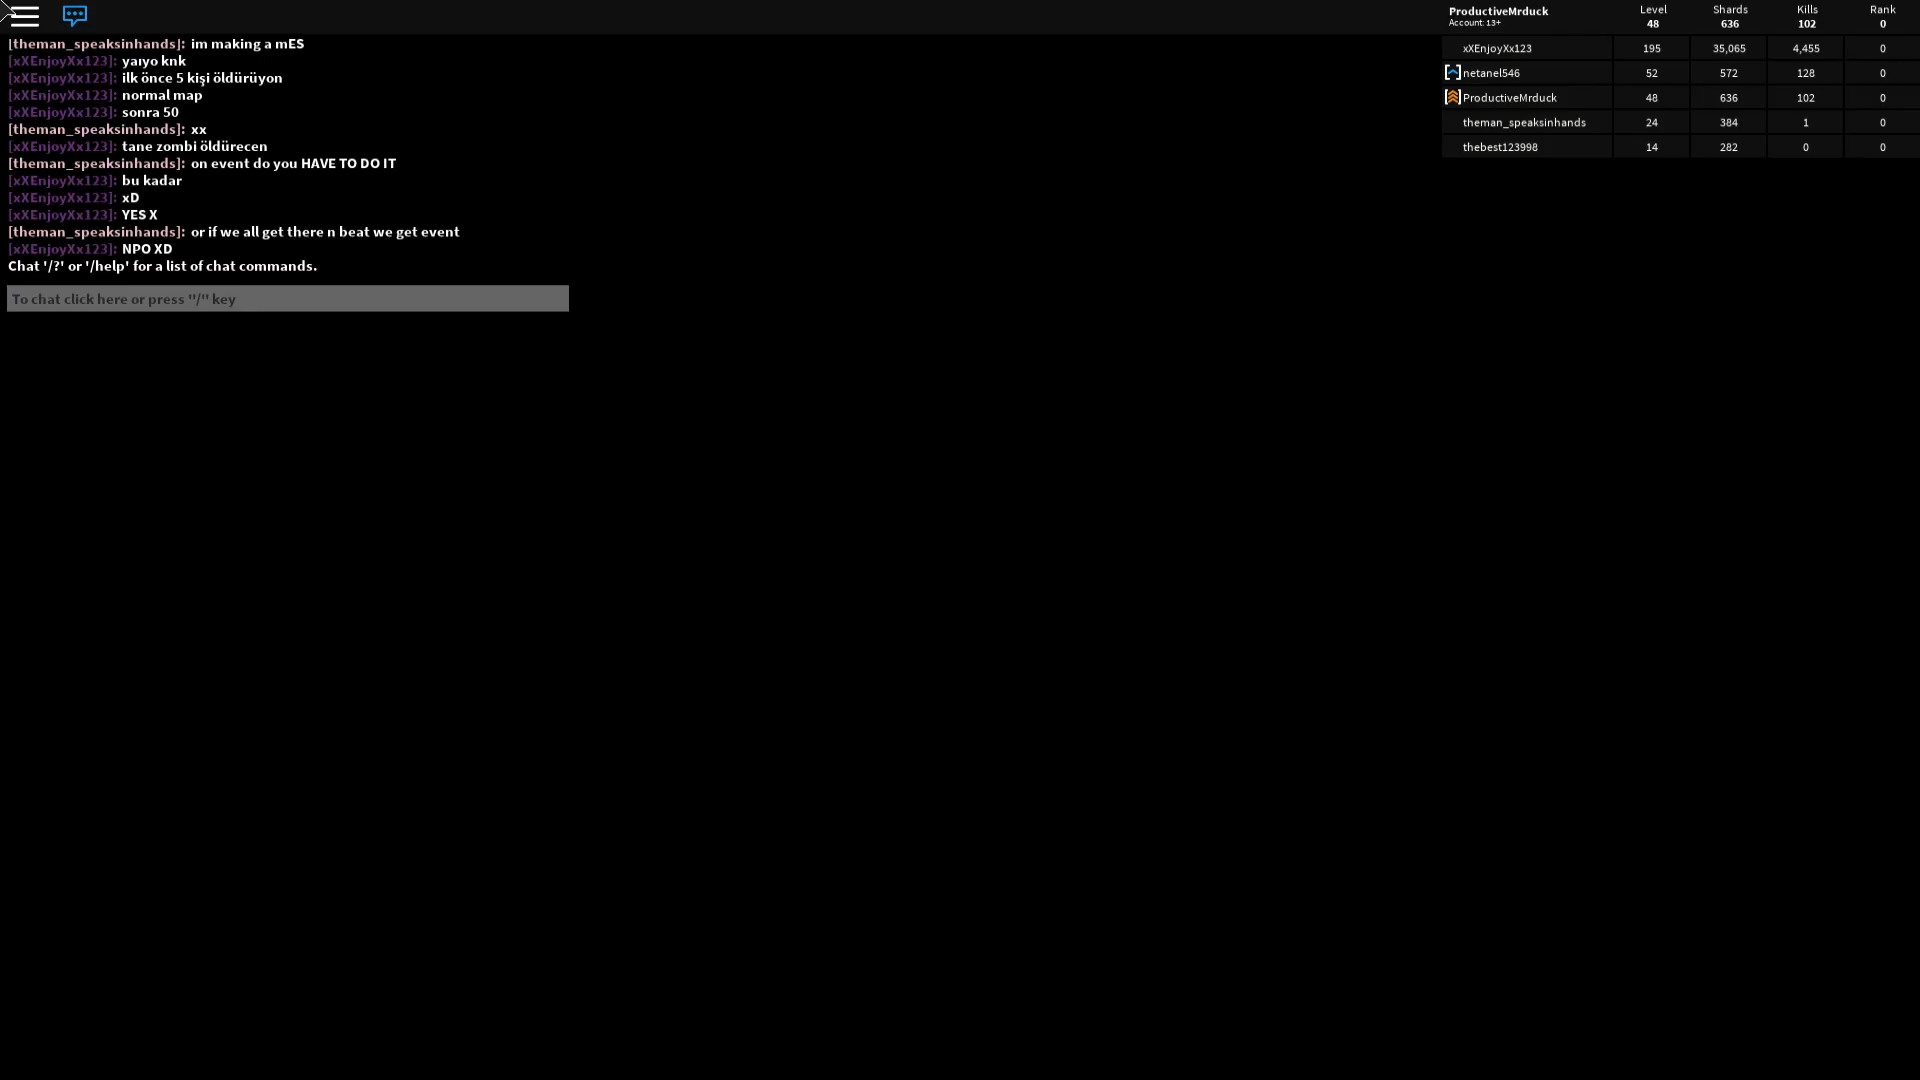 [theman_speaksinhands]: im making a mES
[xXEnjoyXx123]: yaıyo knk
[xXEnjoyXx123]: ilk önce 5 kişi öldürüyon
[xXEnjoyXx123]: normal map
[xXEnjoyXx123]: sonra 50
[theman_speaksinhands]: xx
[xXEnjoyXx123]: tane zombi öldürecen
[theman_speaksinhands]: on event do you HAVE TO DO IT
[xXEnjoyXx123]: bu kadar
[xXEnjoyXx123]: xD
[xXEnjoyXx123]: YES X
[theman_speaksinhands]: or if we all get there n beat we get event
[xXEnjoyXx123]: NPO XD
Chat '/?' or '/help' for a list of chat commands.
To chat click here or press "/" key
ProductiveMrduck Level Shards Kills Rank
Account: 13+ 48 636 102 0
xXEnjoyXx123 195 35,065 4,455 0
netanel546 52 572 128 0
ProductiveMrduck 48 636 102 0
theman_speaksinhands 24 384 1 0
thebest123998 14 282 0 0